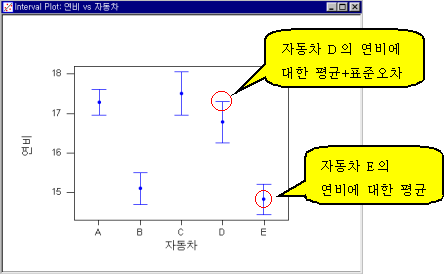 Interval Plot: 연비 vs 자동차
자동차 D의 연비에
대한 평균+표준오차
18
17
16
15
연비
A B C D E
자동차
자동차 E의
연비에 대한 평균